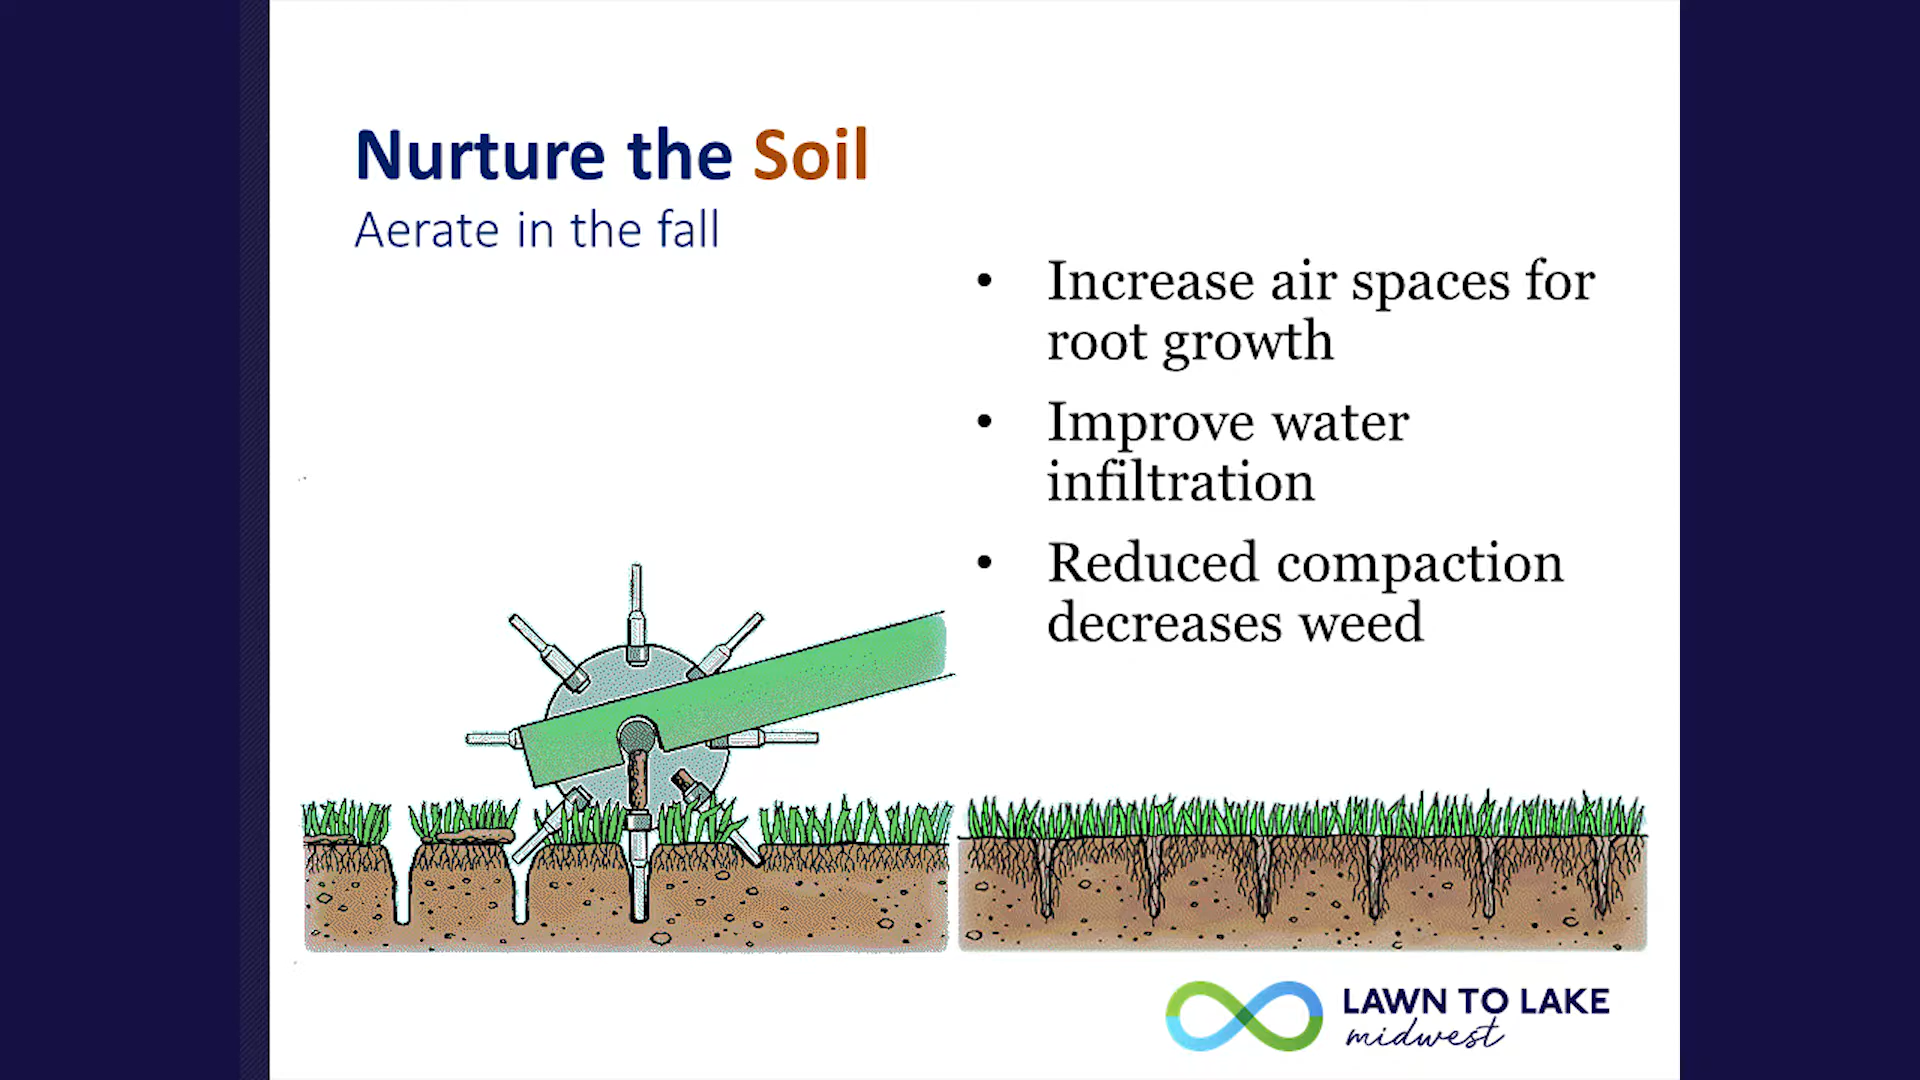 Nurture the Soil
Aerate in the fall
• Increase air spaces for
root growth
• Improve water
infiltration
• Reduced compaction
decreases weed
LAWN TO LAKE
midwest